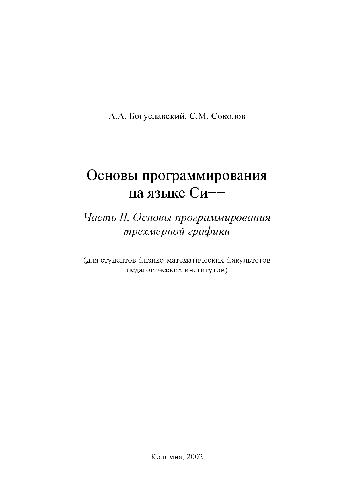 А.А. Богуславский, С.М. Соколов
Основы программирования
на языке Си++
Часть II. Основы программирования
трехмерной графики
(для студентов физико-математических факультетов
педагогических институтов)
Коломна, 2002